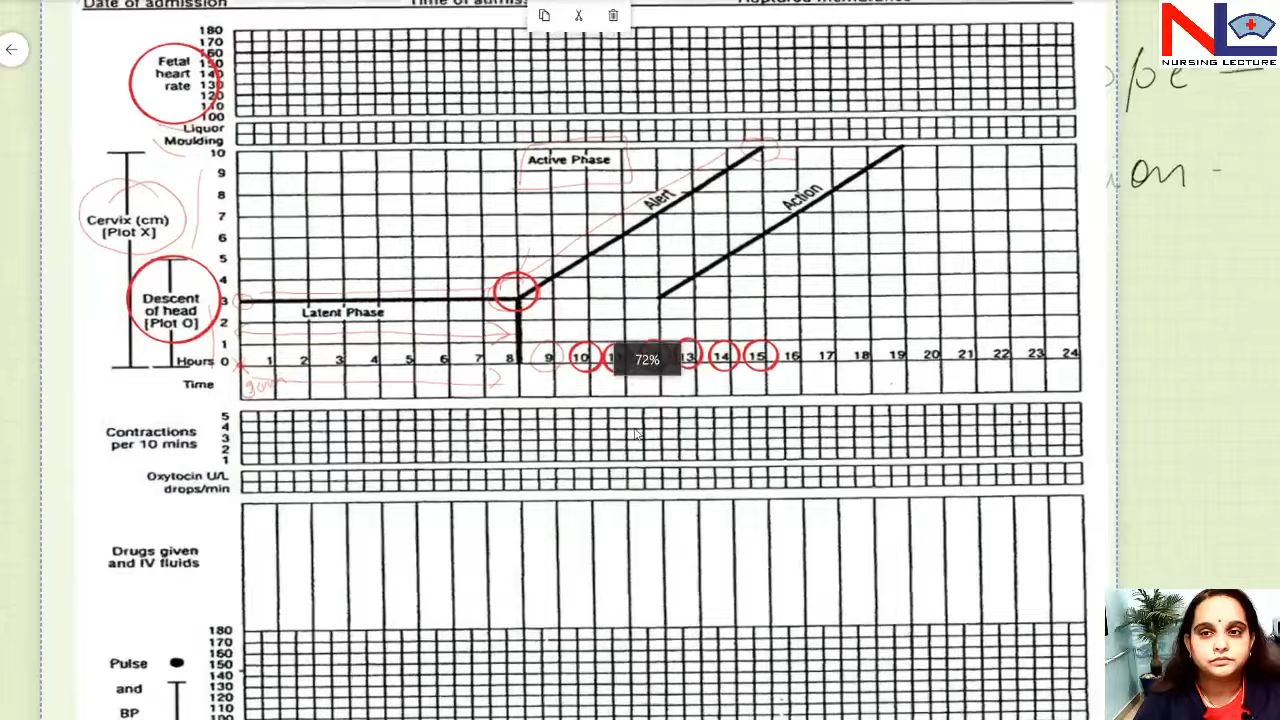 Date of admission
Ruptured membranes
NL
NURSING LECTURE
180
170
160
150
140
130
120
110
100
Fetal
heart
rate
Liquor
Moulding
10
9
8
7
6
5
4
3
2
1
0
Active Phase
Alert
Action
Cervix (cm)
[Plot X]
Descent
of head
[Plot O]
Latent Phase
Hours
1 2 3 4 5 6 7 8 9 10 13 14 15 16 17 18 19 20 21 22 23 24
72%
Time
5
4
3
2
1
Contractions
per 10 mins
Oxytocin U/L
drops/min
Drugs given
and IV fluids
180
170
160
150
140
130
120
110
100
Pulse
and
BP